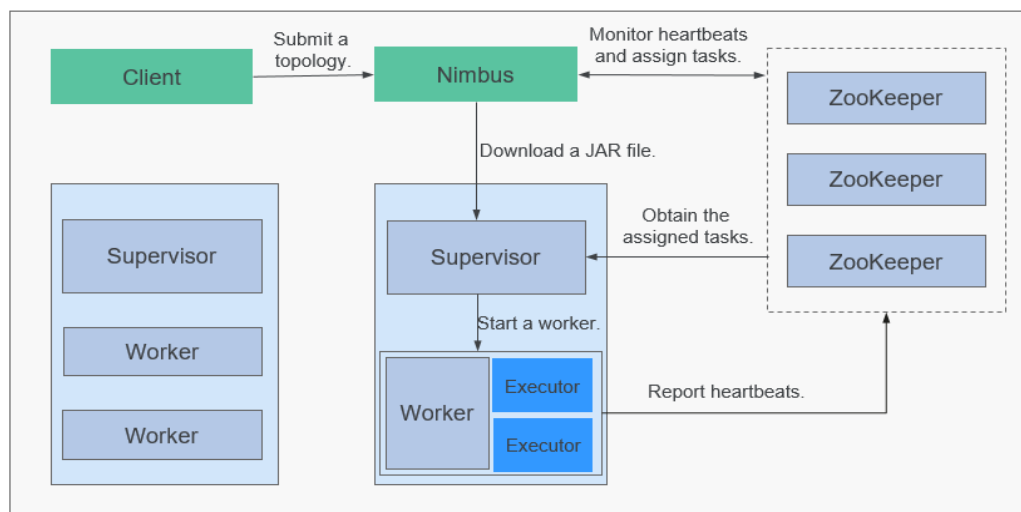 Submit a
topology.
Monitor heartbeats
and assign tasks.
Client
Nimbus
ZooKeeper
Download a JAR file.
ZooKeeper
Obtain the
assigned tasks.
Supervisor
Supervisor
ZooKeeper
Start a worker.
Worker
Executor
Worker
Report heartbeats.
Worker
Executor